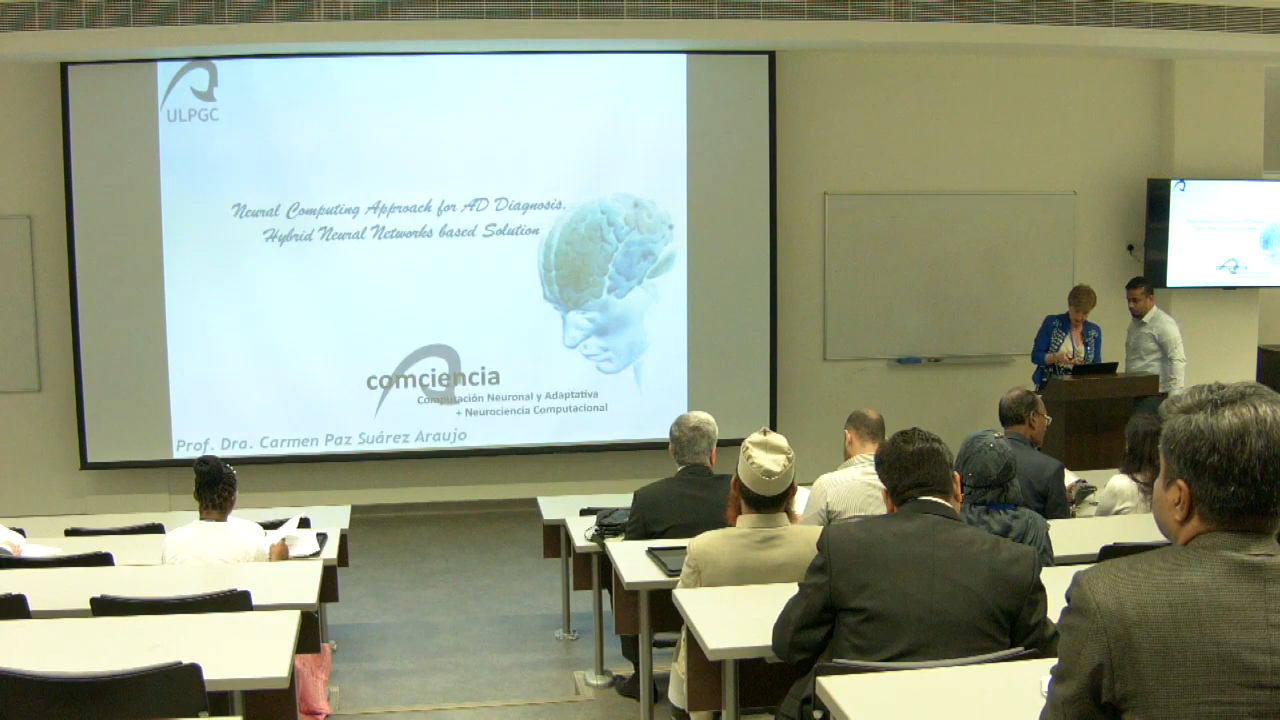 ULPGC
Neural Computing Approach for AD Diagnosis.
Hybrid Neural Networks based Solution
comciencia
Computación Neuronal y Adaptativa
+ Neurociencia Computacional
Prof. Dra. Carmen Paz Suárez Araujo